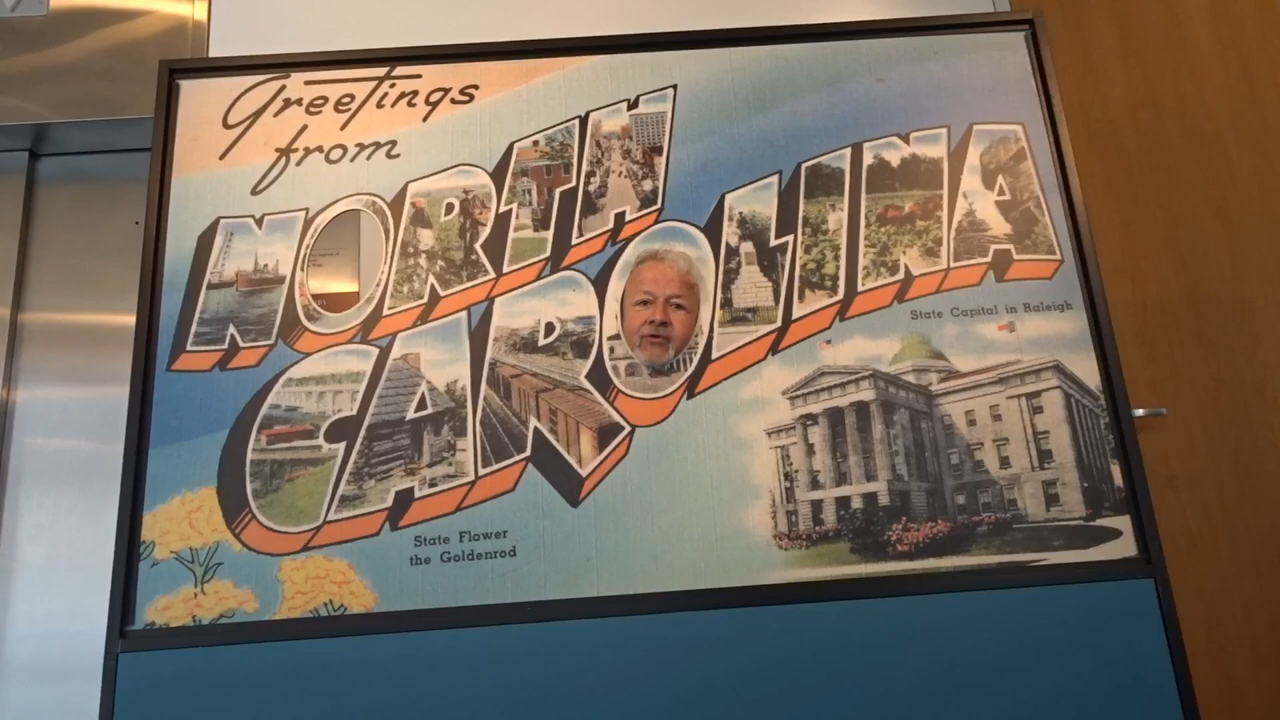 Greetings
from
NORTH
CAROLINA
State Capital in Raleigh
State Flower
the Goldenrod